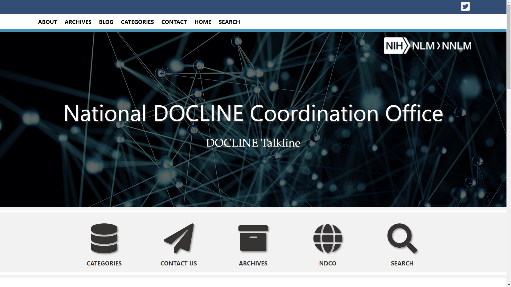 ABOUT ARCHIVES BLOG CATEGORIES CONTACT HOME SEARCH
NIH NLM NNLM
National DOCLINE Coordination Office
DOCLINE Talkline
CATEGORIES CONTACT US ARCHIVES NDCO SEARCH